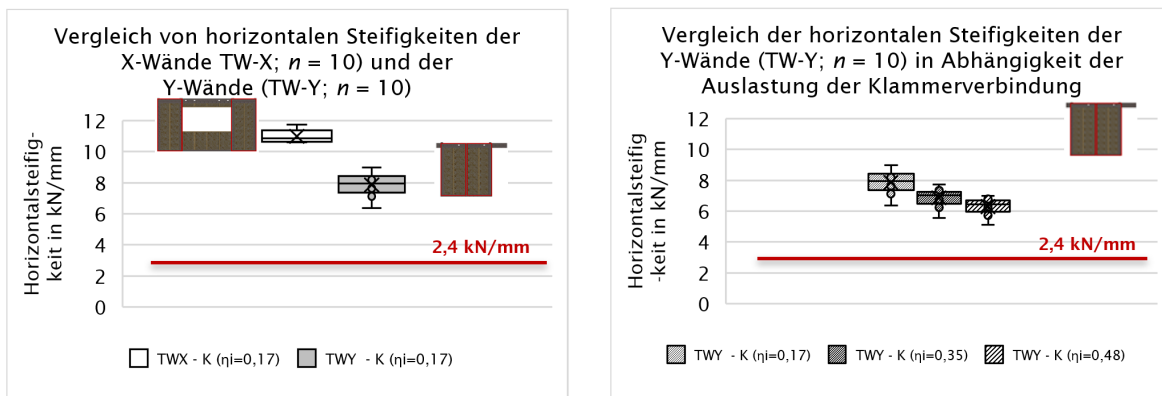 Vergleich von horizontalen Steifigkeiten der
X-Wände TW-X; n = 10) und der
Y-Wände (TW-Y; n = 10)
Horizontalsteifig-
keit in kN/mm
12
10
8
6
4
2
0
2,4 kN/mm
TWX - K (ηi=0,17)
TWY - K (ηi=0,17)
Vergleich der horizontalen Steifigkeiten der
Y-Wände (TW-Y; n = 10) in Abhängigkeit der
Auslastung der Klammerverbindung
Horizontalsteifig
-keit in kN/mm
12
10
8
6
4
2
0
2,4 kN/mm
TWY - K (ηi=0,17)
TWY - K (ηi=0,35)
TWY - K (ηi=0,48)